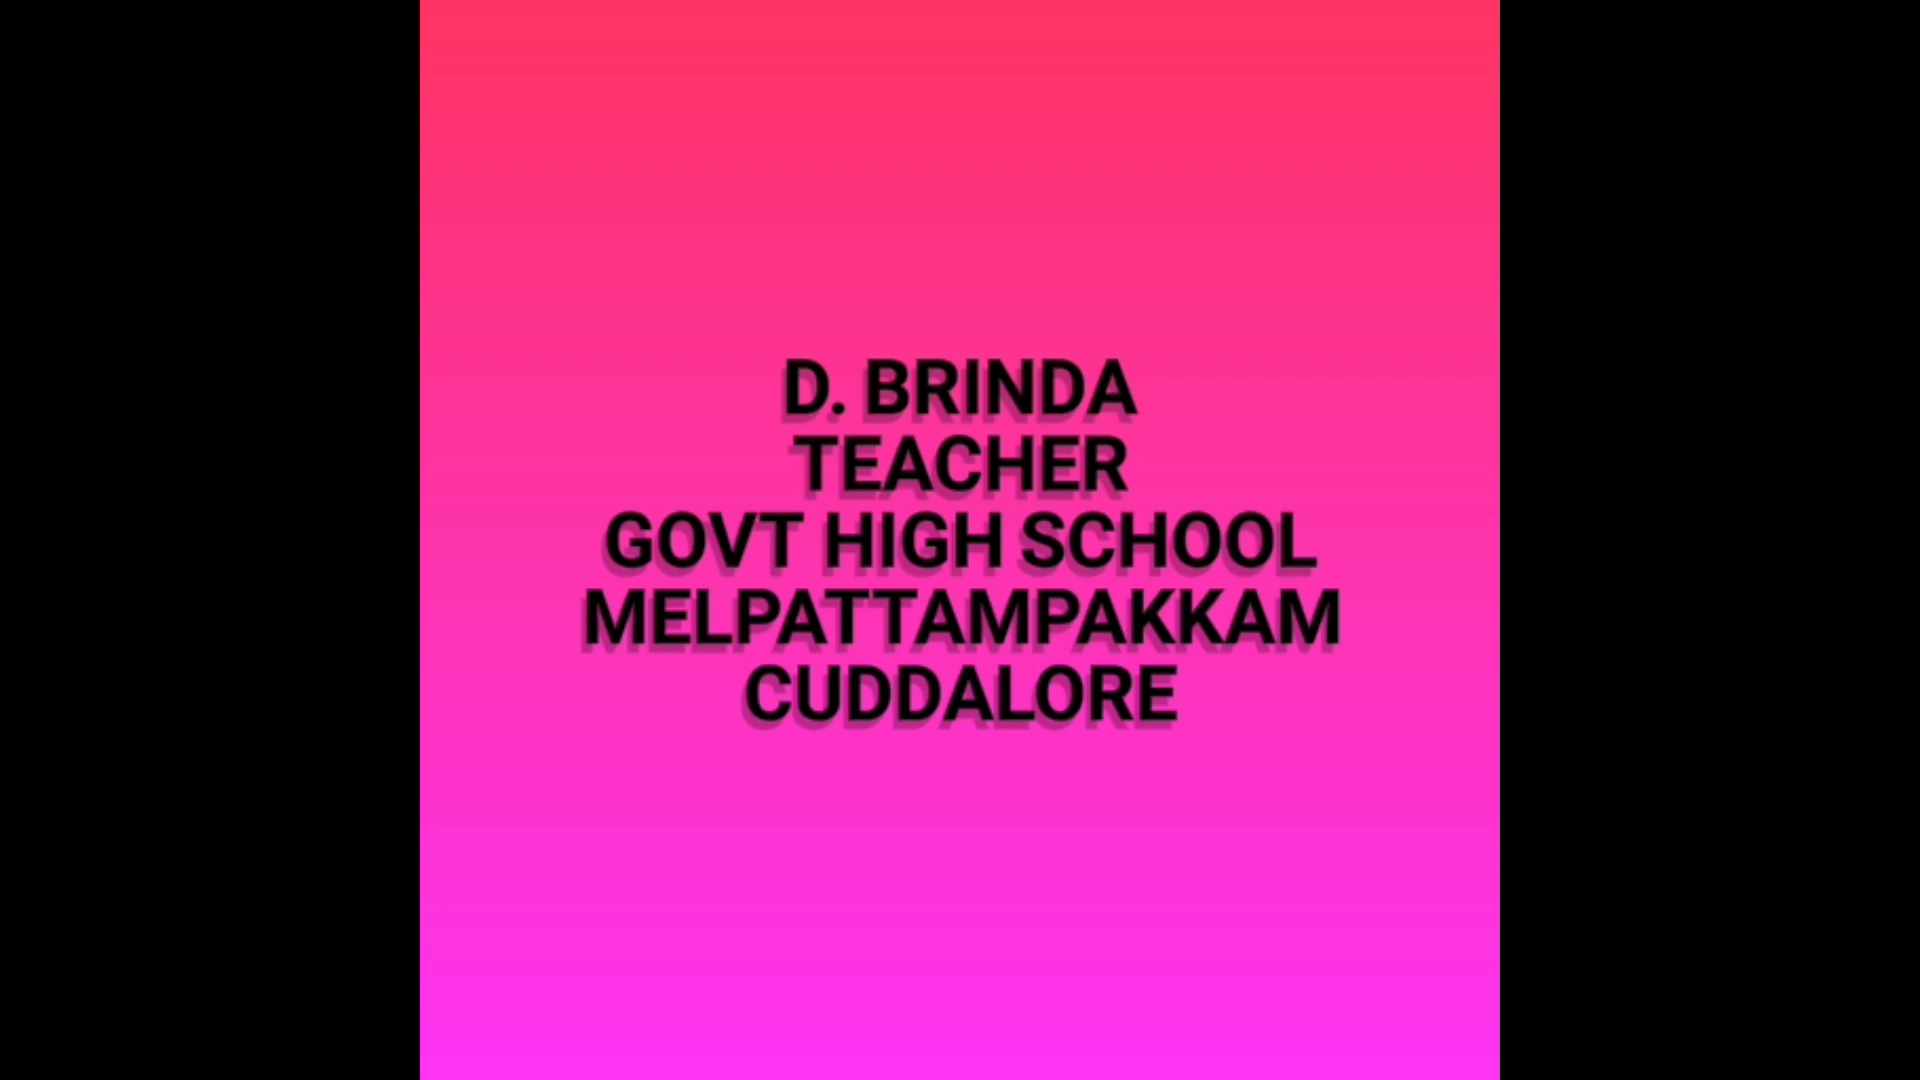 D. BRINDA
TEACHER
GOVT HIGH SCHOOL
MELPATTAMPAKKAM
CUDDALORE